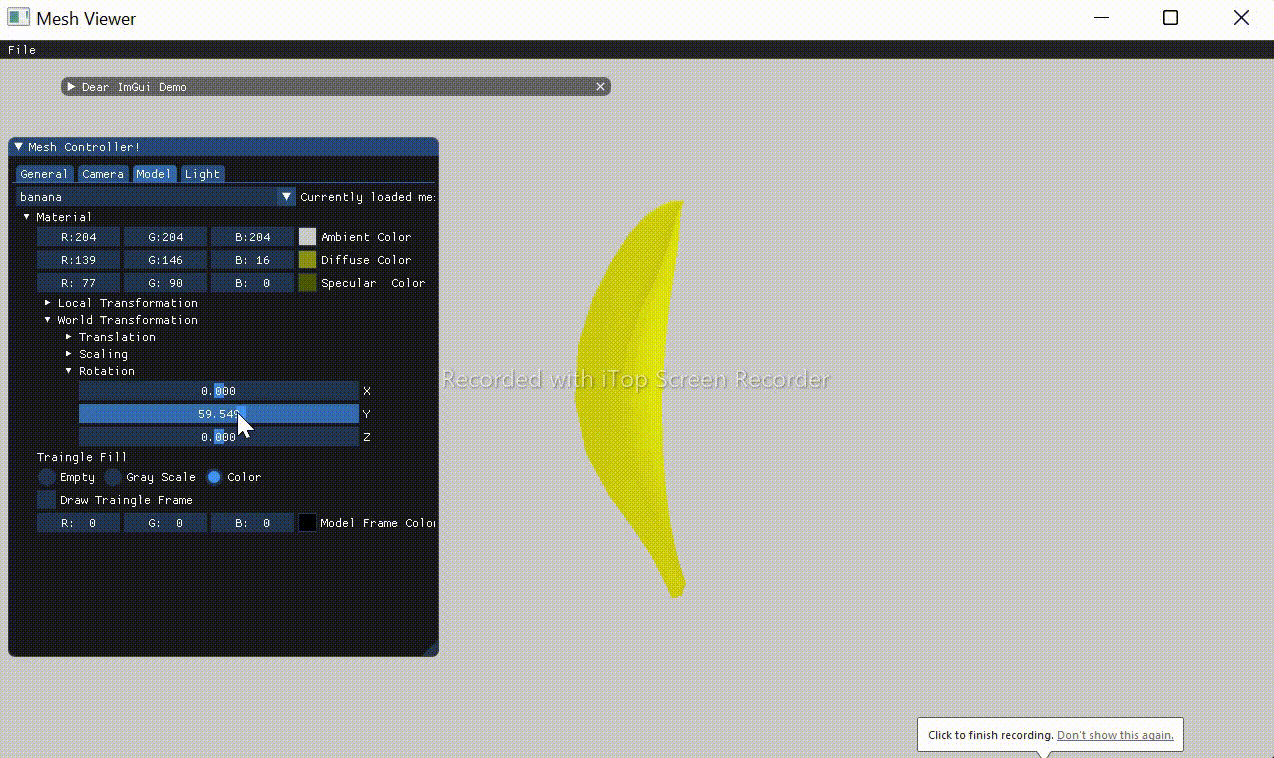 Mesh Viewer
File
Dear ImGui Demo
Mesh Controller!
General Camera Model Light
banana Currently loaded me
Material
R:204 G:204 B:204 Ambient Color
R:139 G:146 B: 16 Diffuse Color
R: 77 G: 90 B: 0 Specular Color
Local Transformation
World Transformation
Translation
Scaling
Rotation
0.000 X
Recorded with iTop Screen Recorder
59.549 Y
0.000 Z
Traingle Fill
Empty Gray Scale Color
Draw Traingle Frame
R: 0 G: 0 B: 0 Model Frame Color
Click to finish recording. Don't show this again.